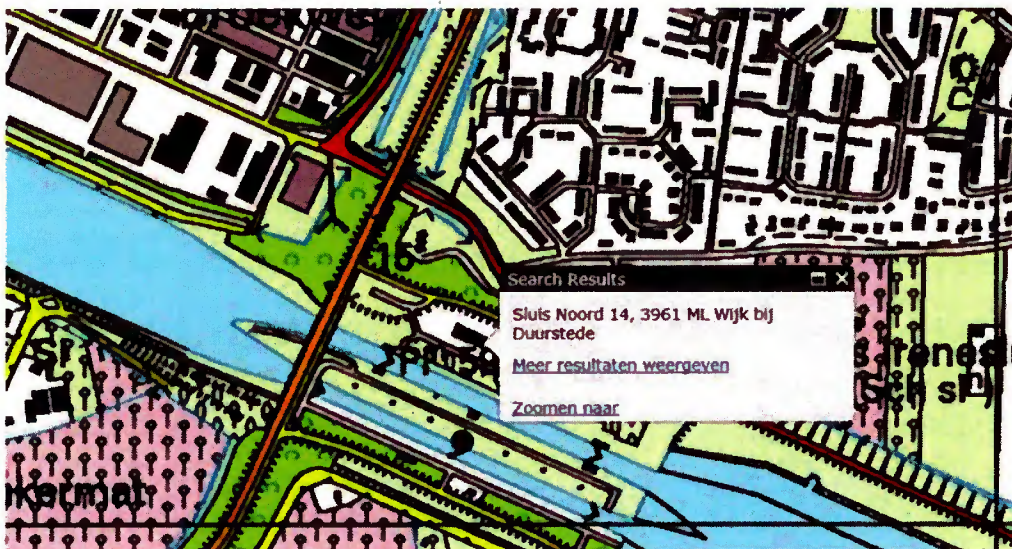 Search Results
Sluis Noord 14, 3961 ML Wijk bij
Duurstede
Meer resultaten weergeven
Zoomen naar